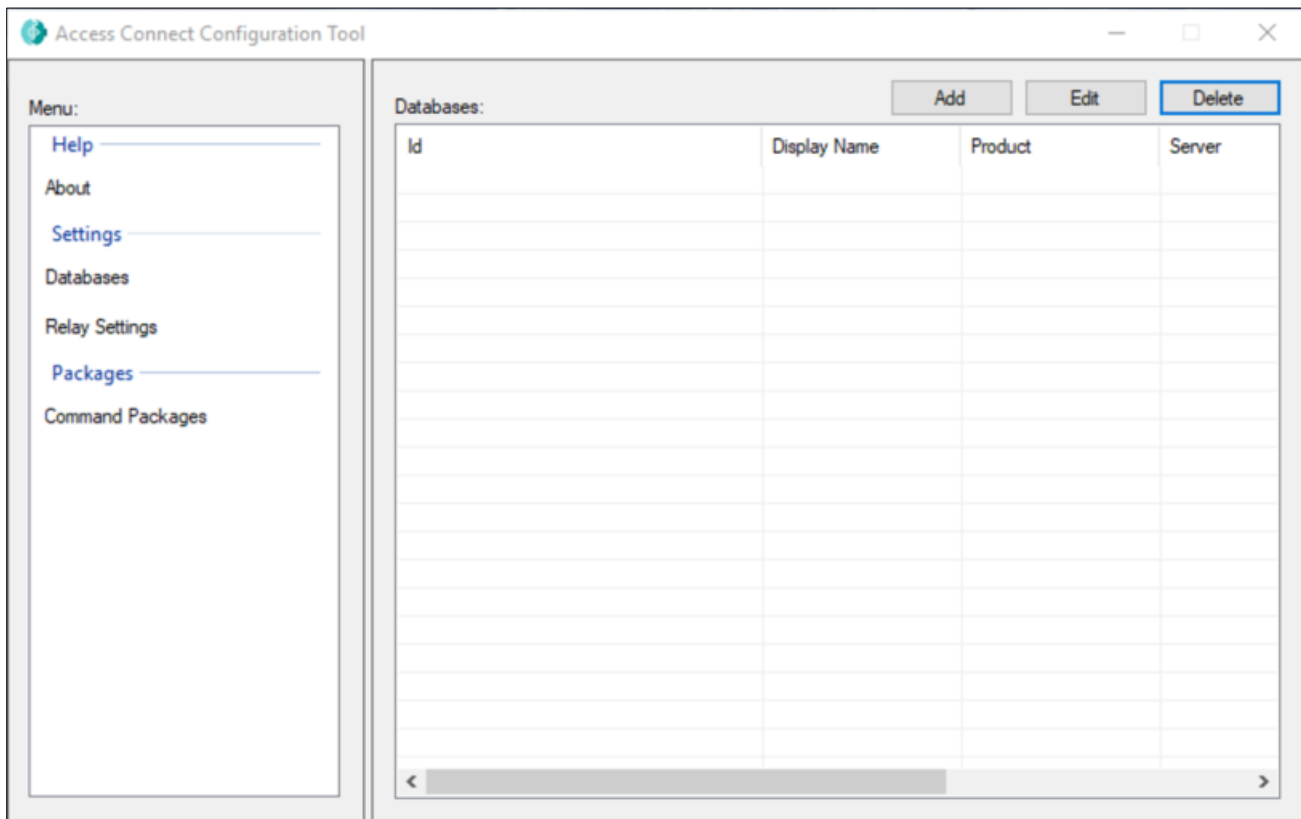 Access Connect Configuration Tool
Menu:
Help
About
Settings
Databases
Relay Settings
Packages
Command Packages
Databases:
Add Edit Delete
Id Display Name Product Server